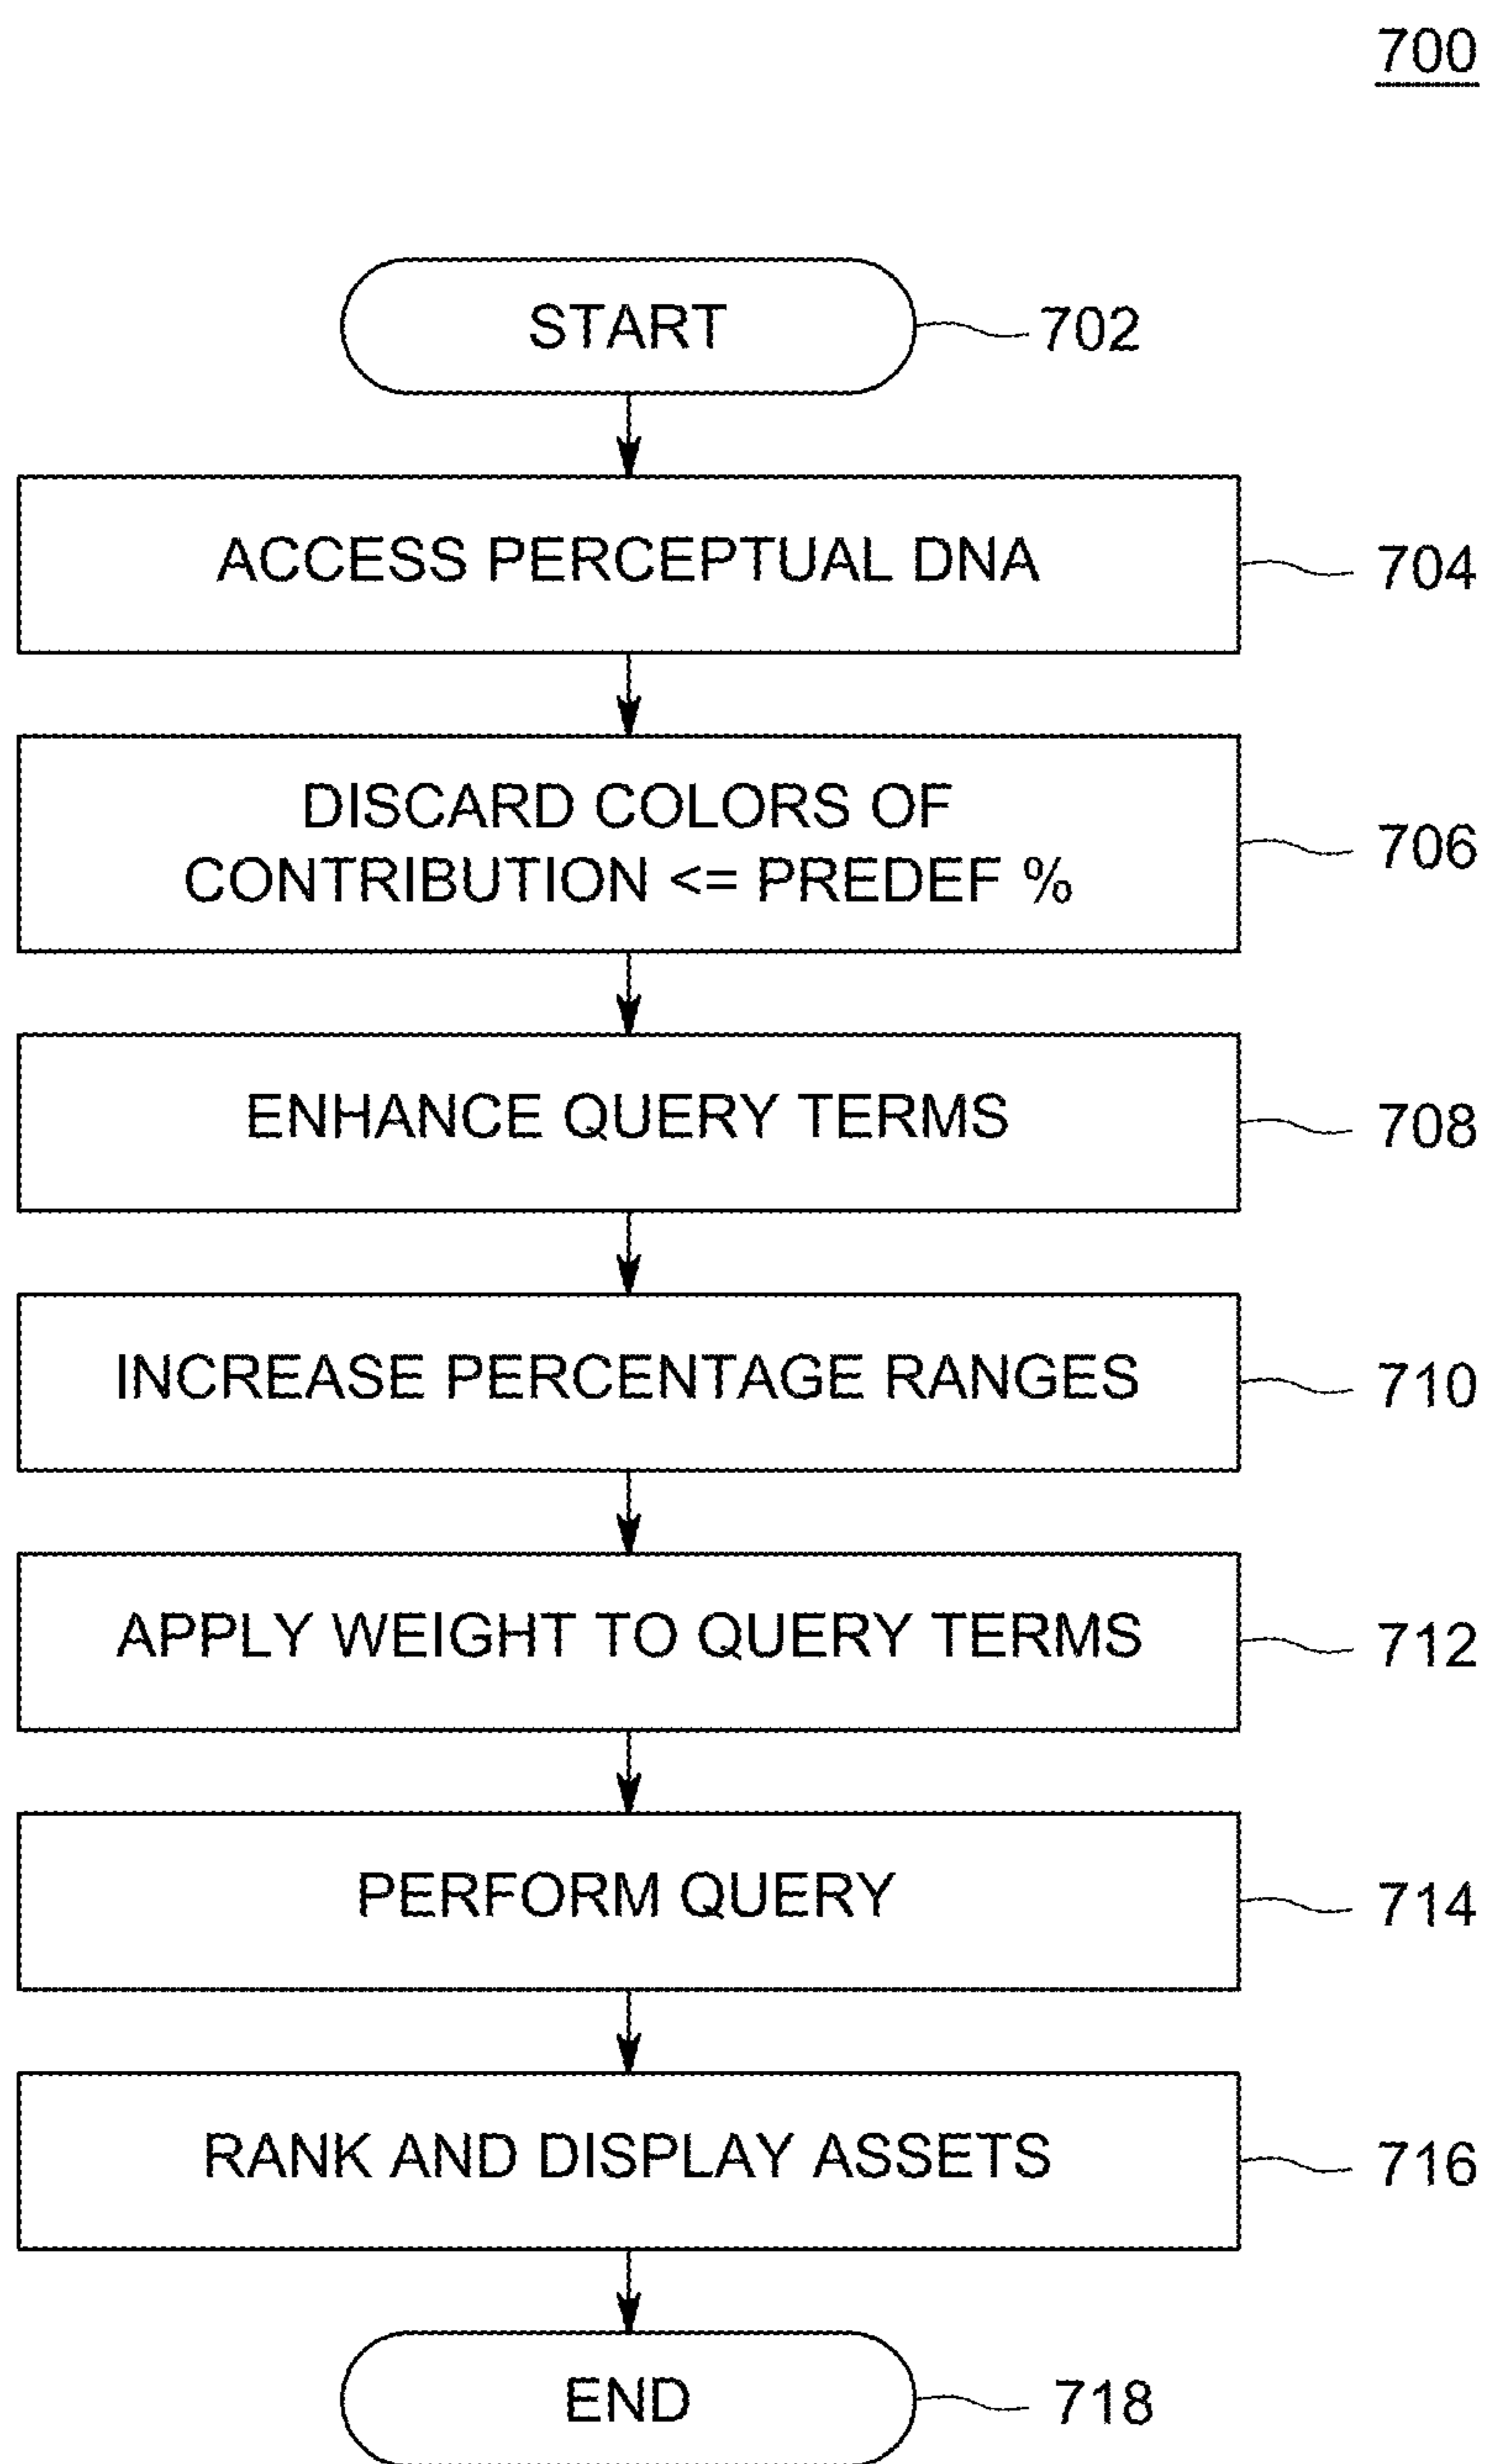 700
START
702
ACCESS PERCEPTUAL DNA
704
DISCARD COLORS OF
CONTRIBUTION <= PREDEF %
706
ENHANCE QUERY TERMS
708
INCREASE PERCENTAGE RANGES
710
APPLY WEIGHT TO QUERY TERMS
712
PERFORM QUERY
714
RANK AND DISPLAY ASSETS
716
END
718